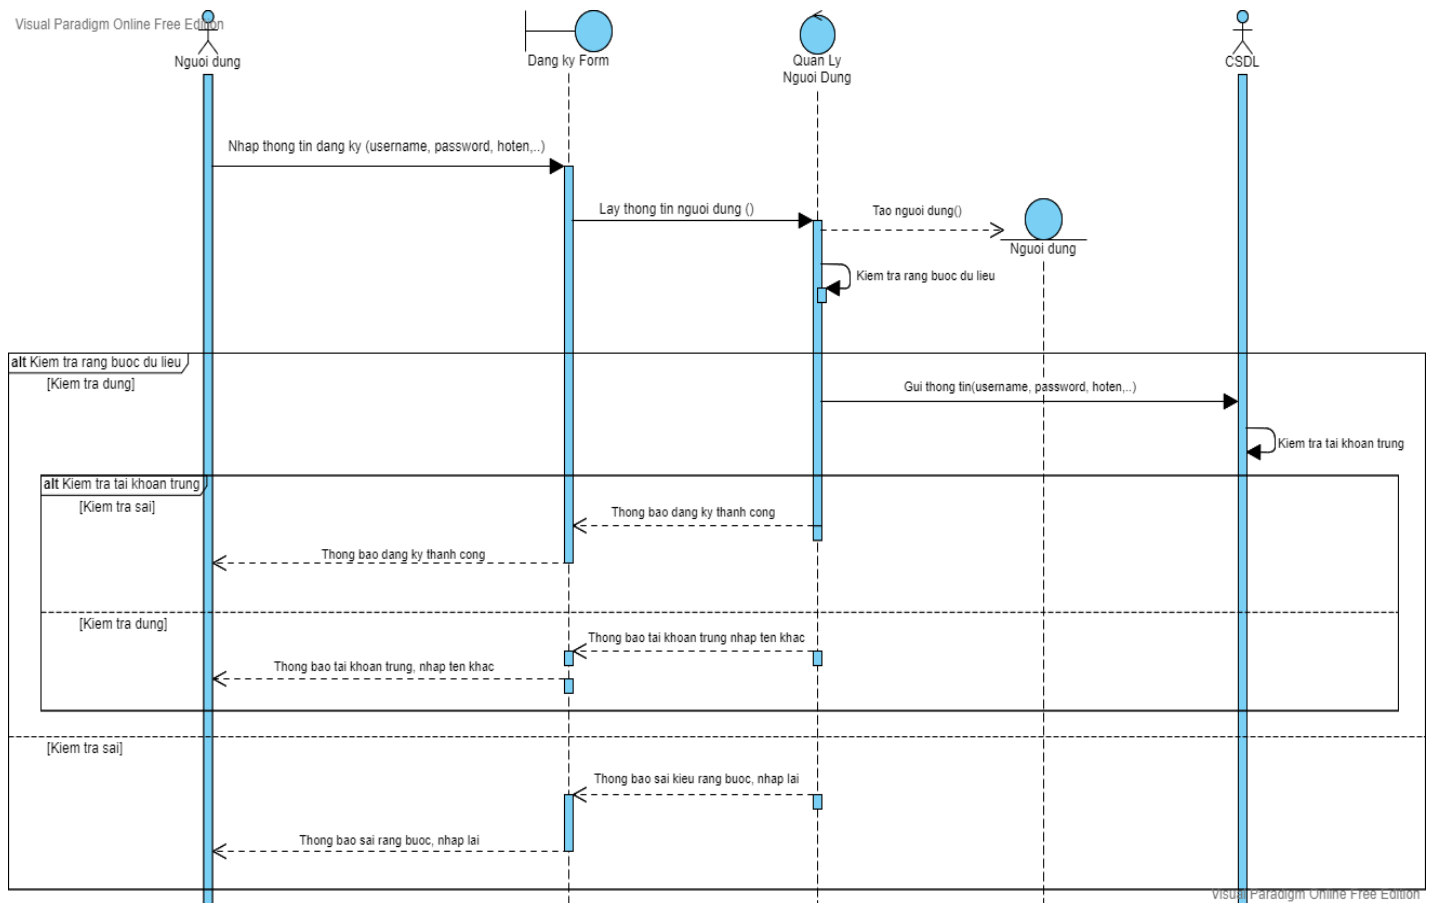 Visual Paradigm Online Free Edition
Nguoi dung
Dang ky Form
Quan Ly
Nguoi Dung
CSDL
Nhap thong tin dang ky (username, password, hoten,..)
Lay thong tin nguoi dung ()
Tao nguoi dung()
Nguoi dung
Kiem tra rang buoc du lieu
alt Kiem tra rang buoc du lieu
[Kiem tra dung]
Gui thong tin(username, password, hoten,..)
Kiem tra tai khoan trung
alt Kiem tra tai khoan trung
[Kiem tra sai]
Thong bao dang ky thanh cong
Thong bao dang ky thanh cong
[Kiem tra dung]
Thong bao tai khoan trung nhap ten khac
Thong bao tai khoan trung, nhap ten khac
[Kiem tra sai]
Thong bao sai kieu rang buoc, nhap lai
Thong bao sai rang buoc, nhap lai
Visual Paradigm Online Free Edition